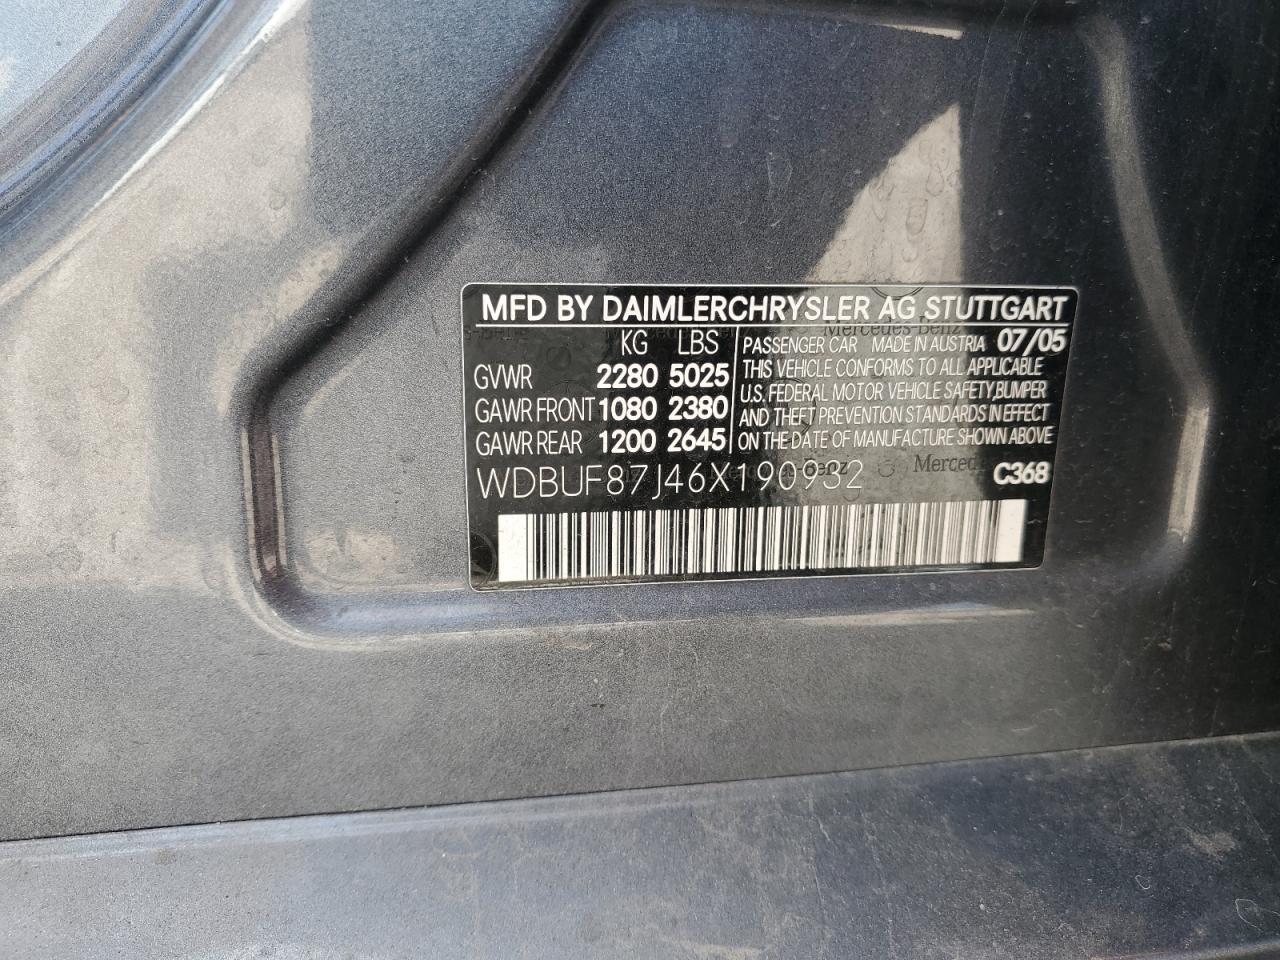 MFD BY DAIMLERCHRYSLER AG STUTTGART
KG LBS
GVWR 2280 5025
GAWR FRONT 1080 2380
GAWR REAR 1200 2645
Mercedes-Benz
PASSENGER CAR MADE IN AUSTRIA 07/05
THIS VEHICLE CONFORMS TO ALL APPLICABLE
U.S. FEDERAL MOTOR VEHICLE SAFETY,BUMPER
AND THEFT PREVENTION STANDARDS IN EFFECT
ON THE DATE OF MANUFACTURE SHOWN ABOVE
WDBUF87J46X190932
C368